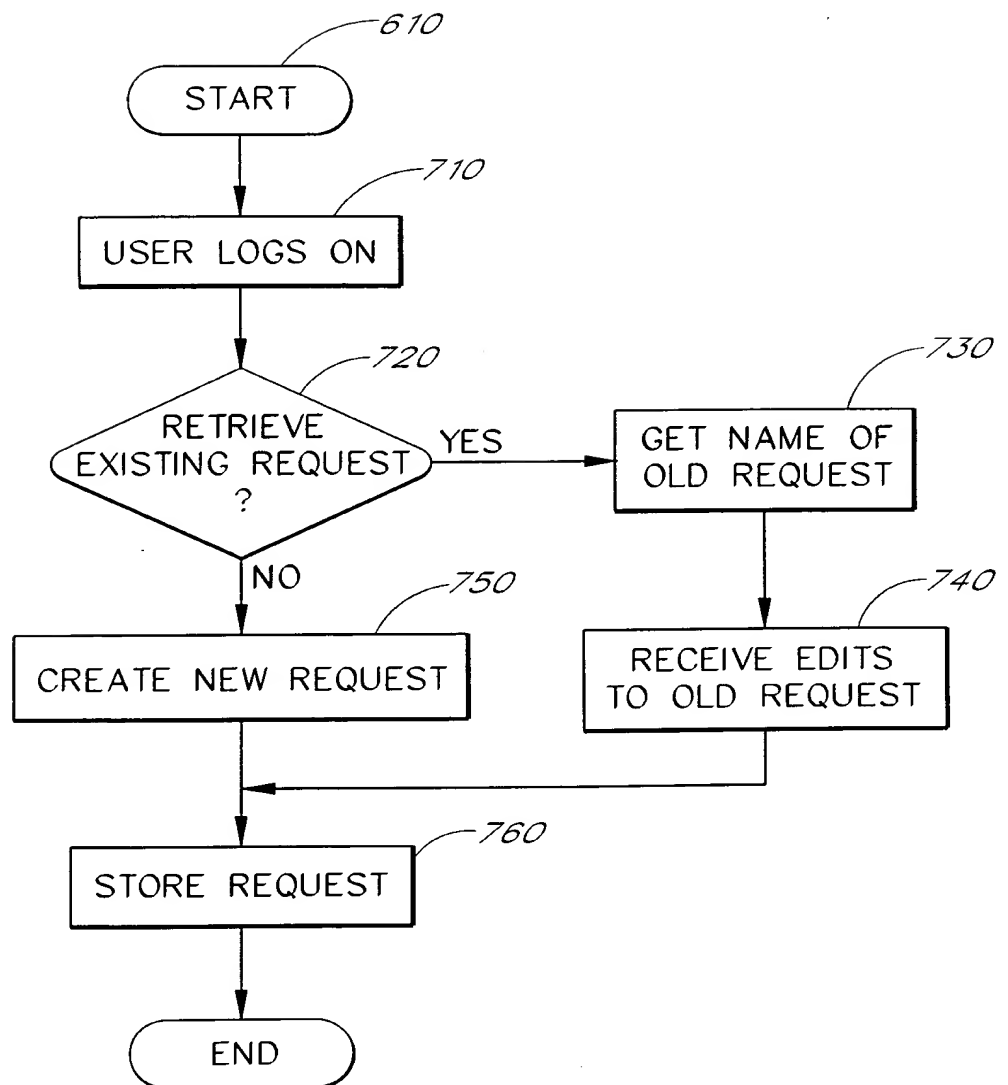 610
START
710
USER LOGS ON
720
RETRIEVE
EXISTING REQUEST
?
YES
730
GET NAME OF
OLD REQUEST
NO
750
CREATE NEW REQUEST
740
RECEIVE EDITS
TO OLD REQUEST
760
STORE REQUEST
END